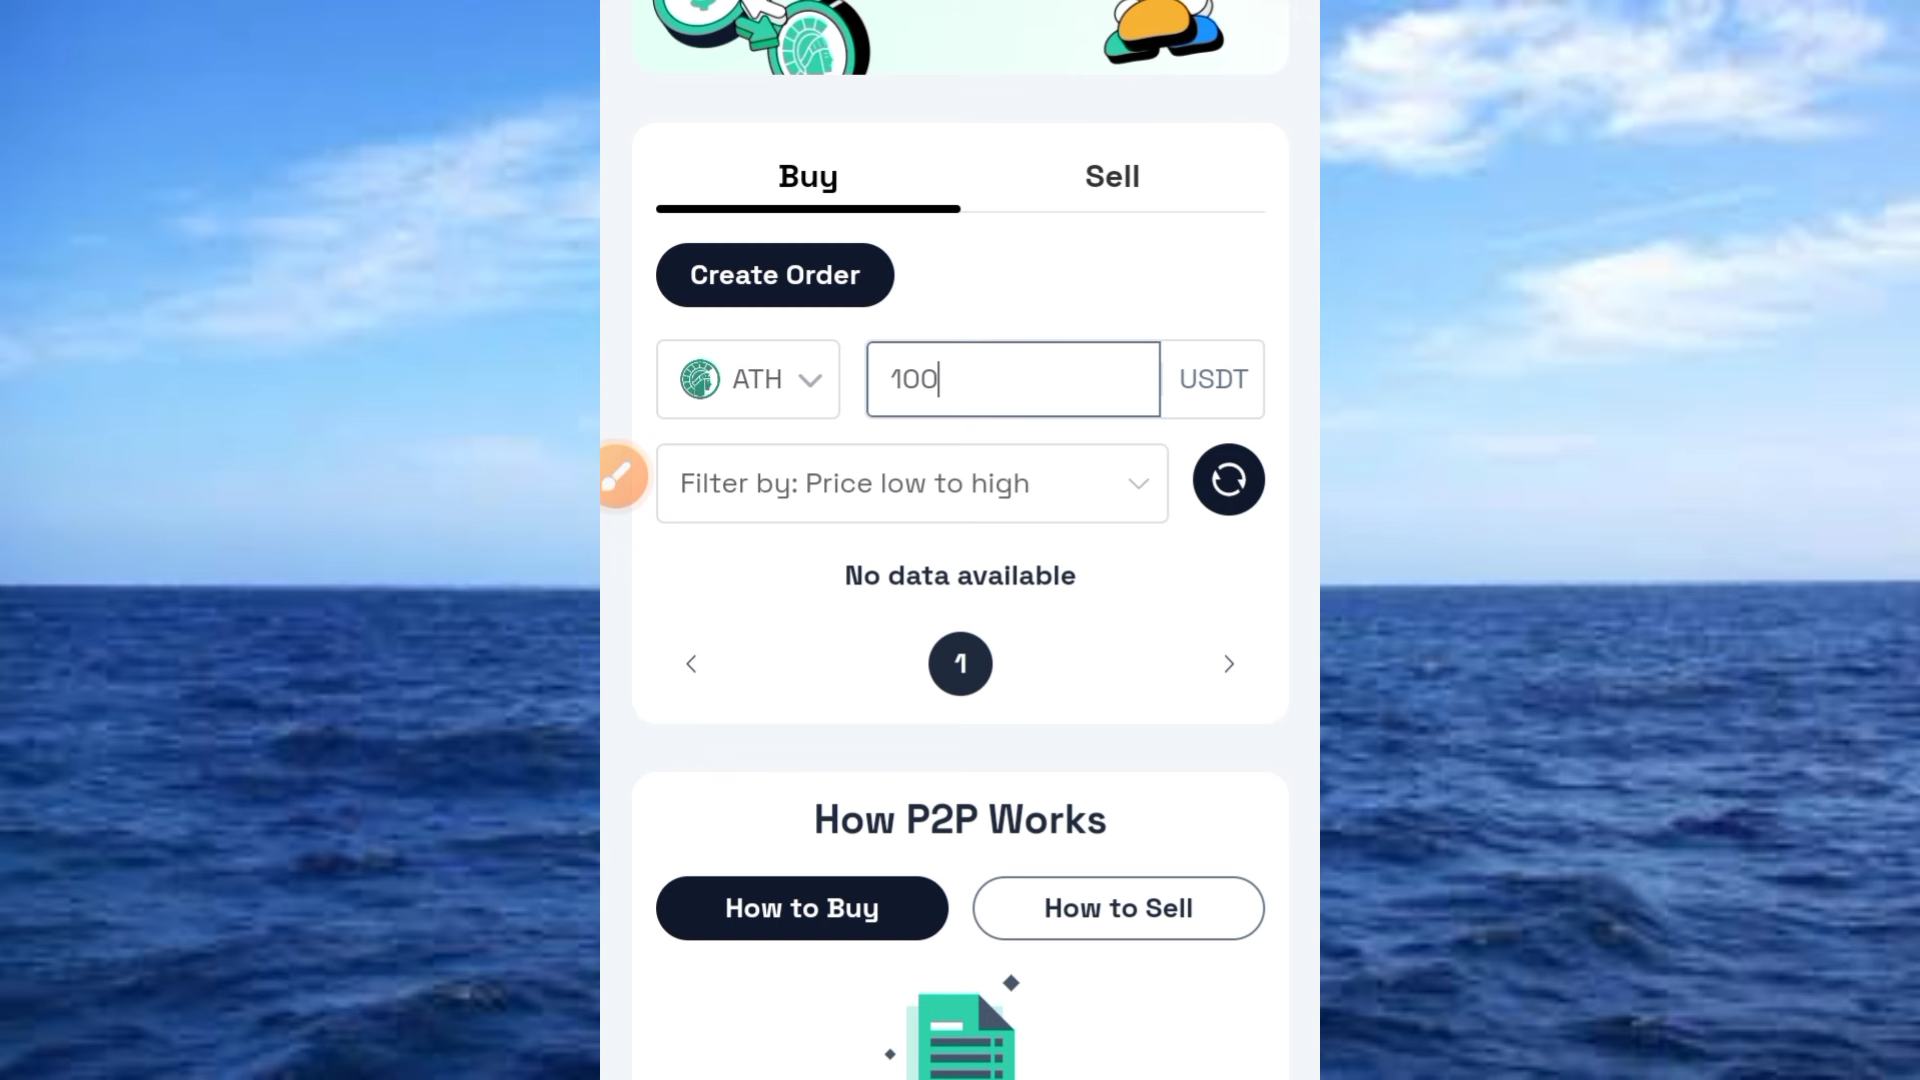 Buy
Sell
Create Order
ATH
100
USDT
Filter by: Price low to high
No data available
1
How P2P Works
How to Buy
How to Sell